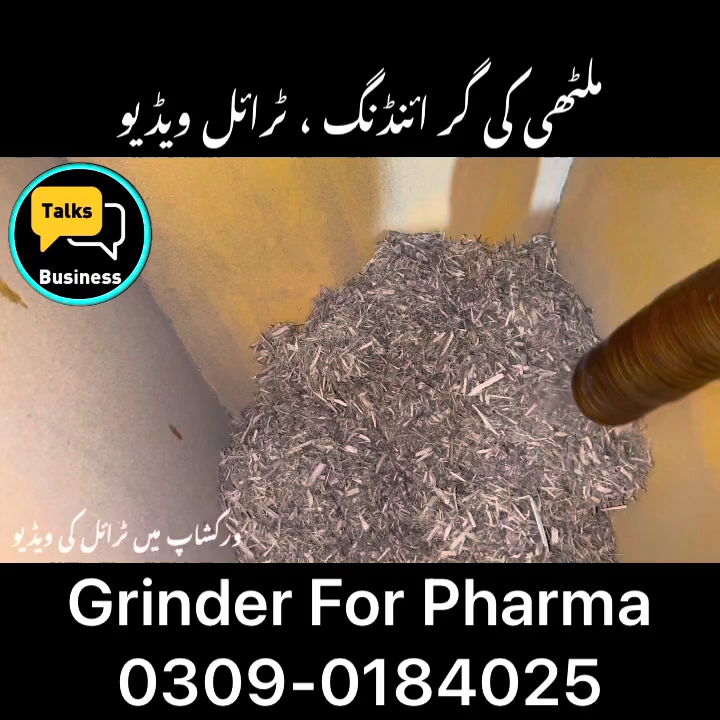 ملٹھی کی گرائنڈنگ ، ٹرائل ویڈیو
Talks
Business
ورکشاپ میں ٹرائل کی ویڈیو
Grinder For Pharma
0309-0184025